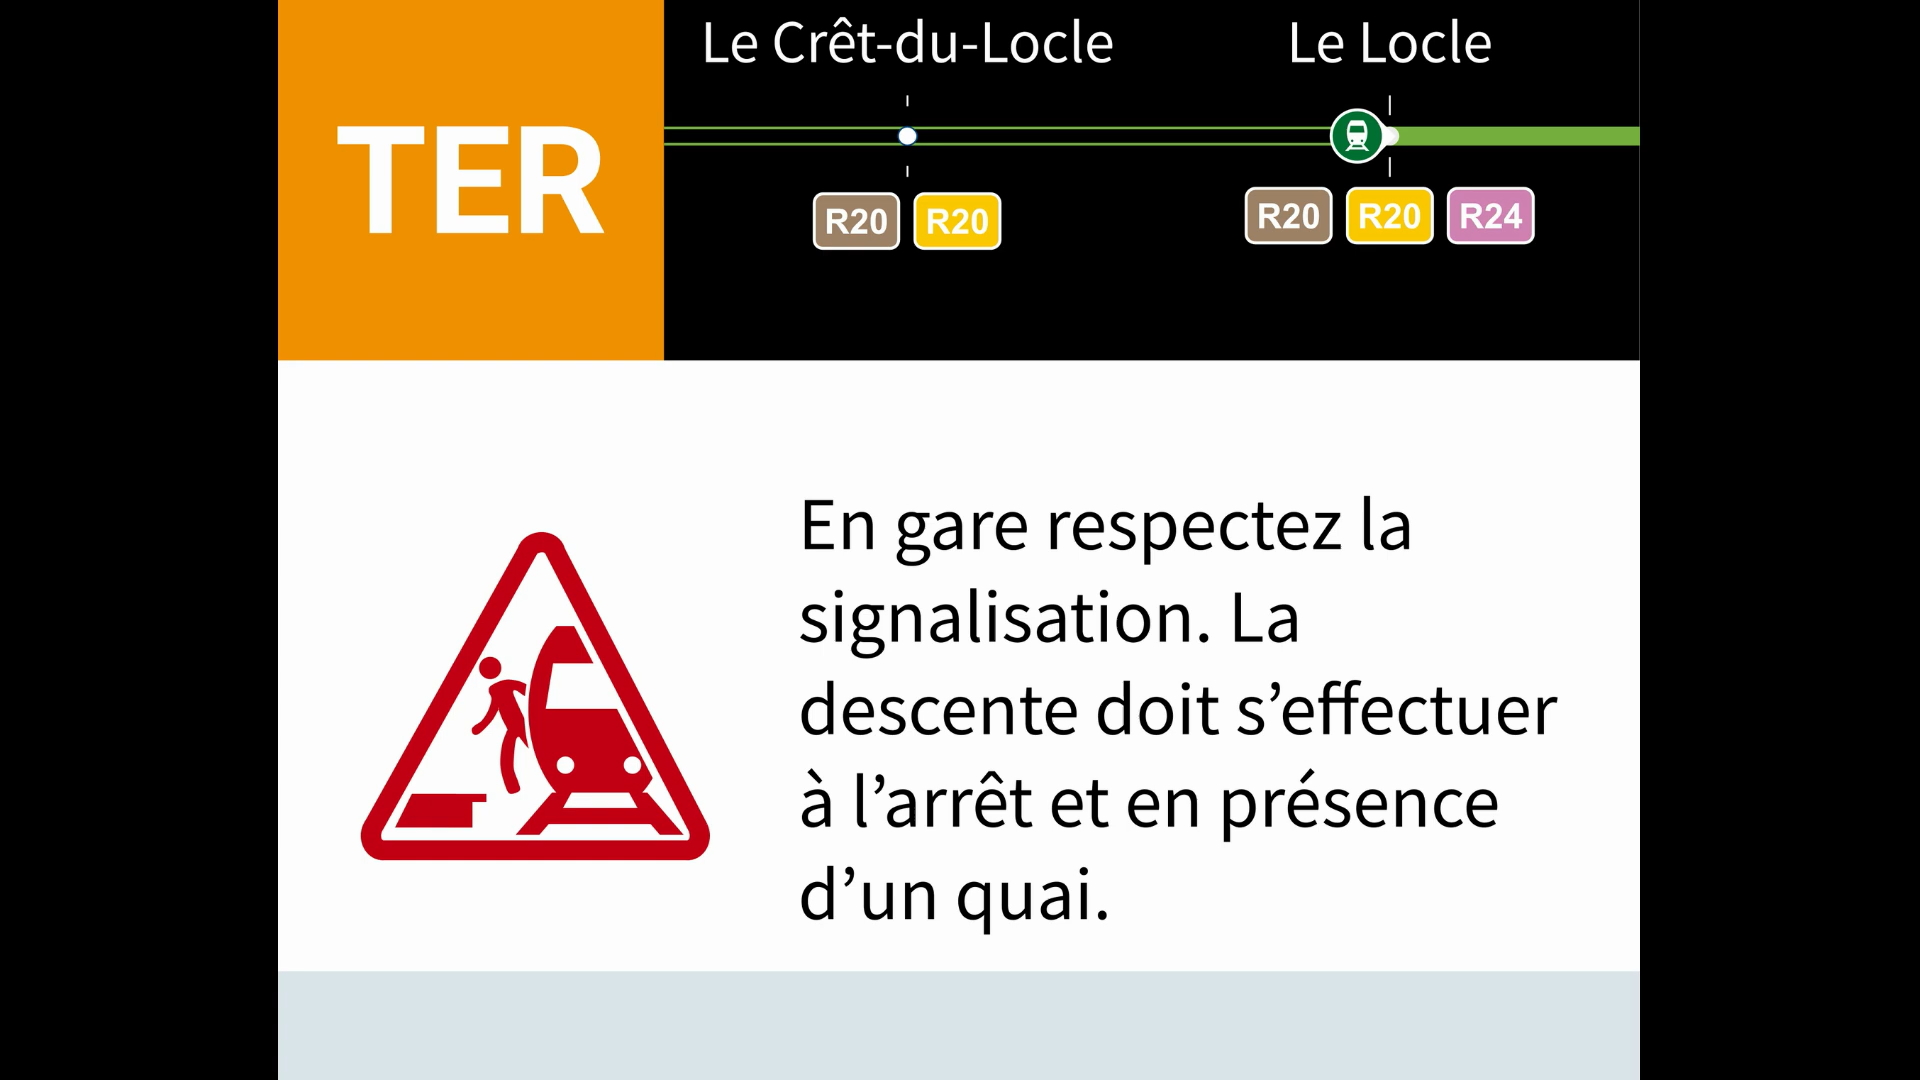 TER
Le Crêt-du-Locle
Le Locle
R20 R20
R20 R20 R24
En gare respectez la
signalisation. La
descente doit s’effectuer
à l’arrêt et en présence
d’un quai.